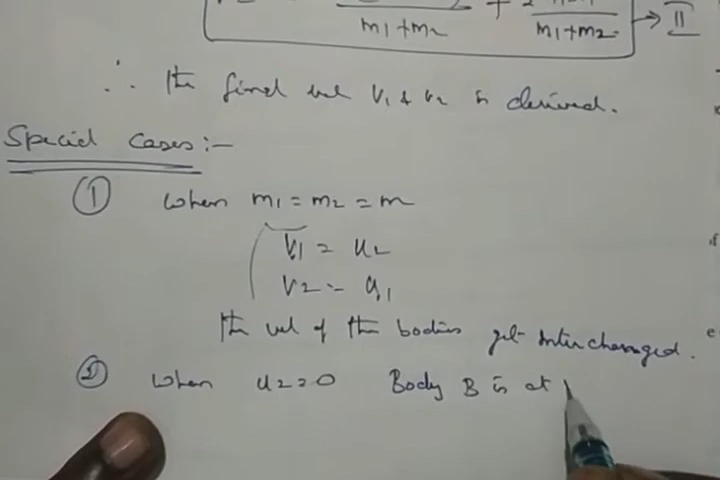 m1+m2 + m1+m2 → II
∴ the final vel v1 & v2 is derived.
Special Cases:-
① When m1 = m2 = m
v1 = u2
v2 = u1
the vel of the bodies get interchanged.
② when u2=0 Body B is at